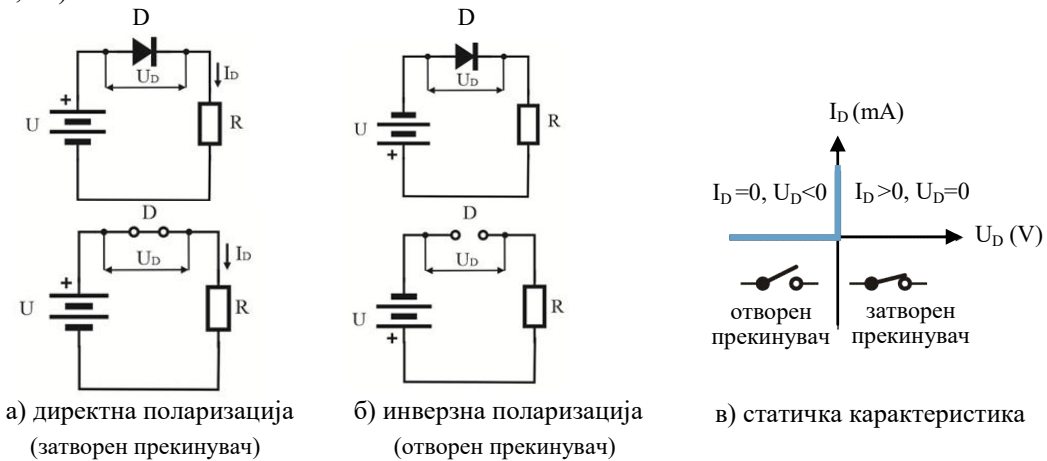 D
U_D
I_D
+
U
R
D
U_D
I_D
+
U
R
а) директна поларизација
(затворен прекинувач)
D
U_D
U
+
R
D
U_D
U
+
R
б) инверзна поларизација
(отворен прекинувач)
I_D (mA)
I_D =0, U_D<0
I_D >0, U_D=0
U_D (V)
отворен
прекинувач
затворен
прекинувач
в) статичка карактеристика